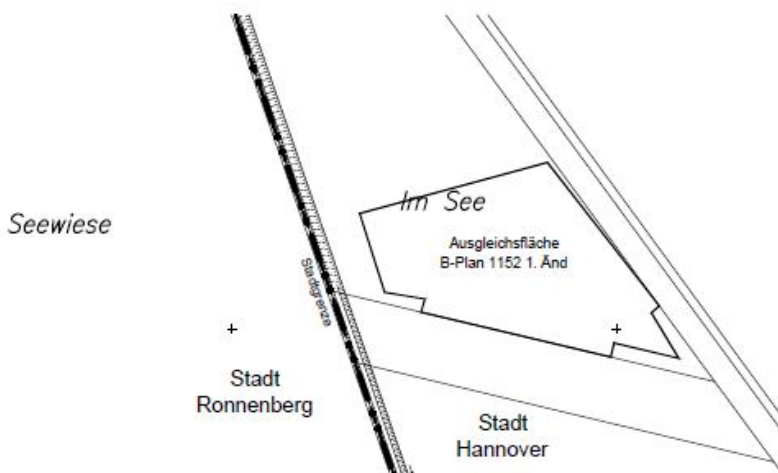 Im See
Seewiese
Ausgleichsfläche
B-Plan 1152 1. Änd
Stadtgrenze
Stadt
Ronnenberg
Stadt
Hannover